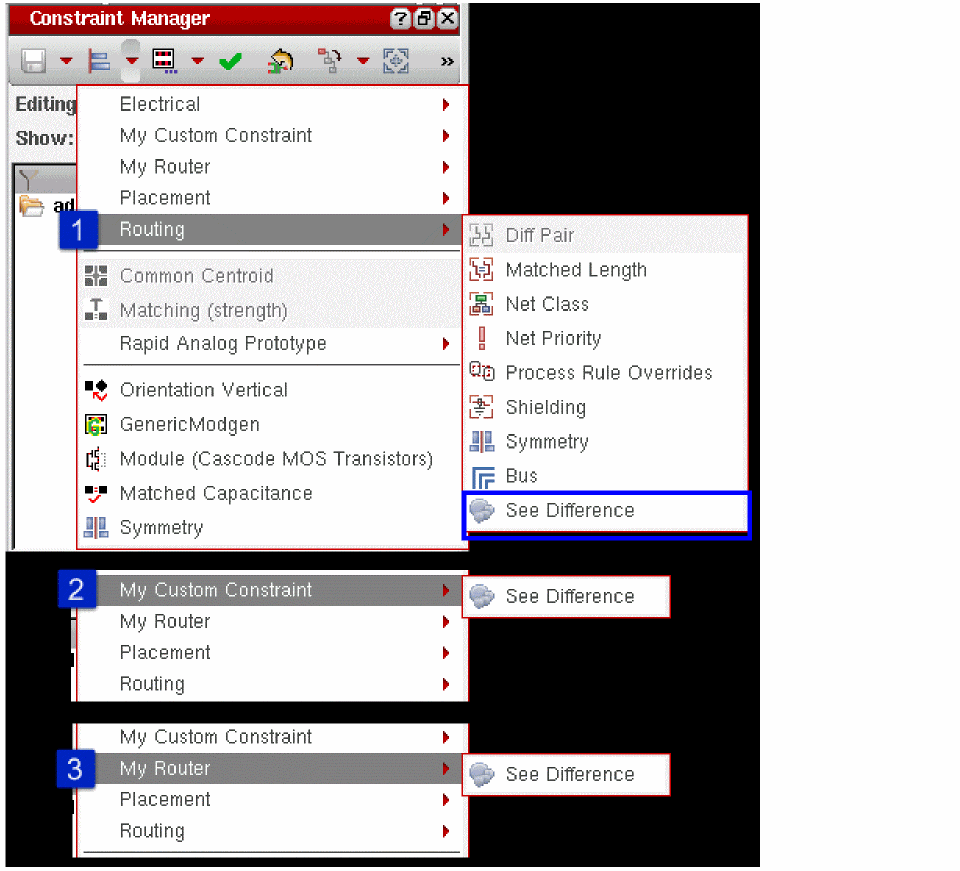 Constraint Manager
?
»
Editing
Show:
ad
Electrical
My Custom Constraint
My Router
Placement
1
Routing
Common Centroid
Matching (strength)
Rapid Analog Prototype
Orientation Vertical
GenericModgen
Module (Cascode MOS Transistors)
Matched Capacitance
Symmetry
Diff Pair
Matched Length
Net Class
Net Priority
Process Rule Overrides
Shielding
Symmetry
Bus
See Difference
2
My Custom Constraint
See Difference
My Router
Placement
Routing
My Custom Constraint
3
My Router
See Difference
Placement
Routing